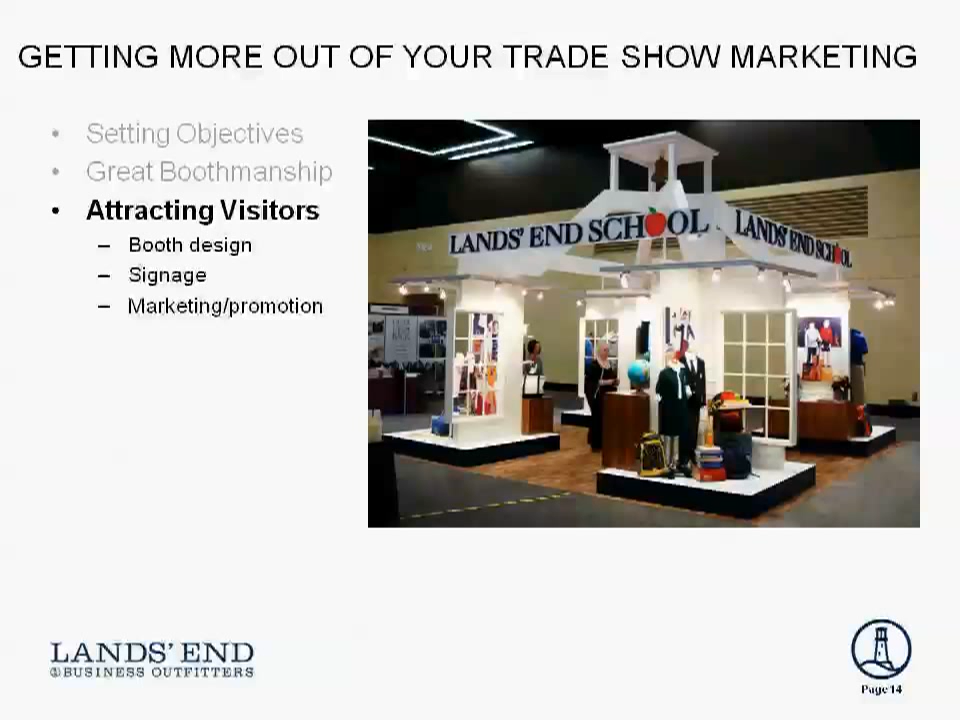 GETTING MORE OUT OF YOUR TRADE SHOW MARKETING
• Setting Objectives
• Great Boothmanship
• Attracting Visitors
– Booth design
– Signage
– Marketing/promotion
LANDS' END SCHOOL
LANDS' END SCHOOL
LANDS' END
BUSINESS OUTFITTERS
Page 14